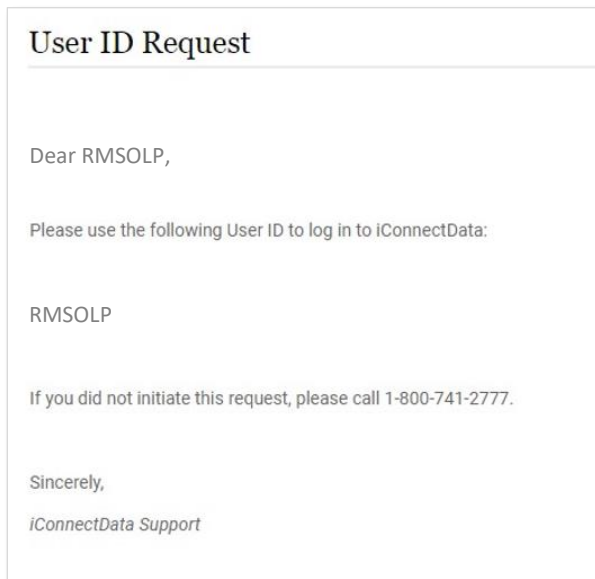 User ID Request
Dear RMSOLP,
Please use the following User ID to log in to iConnectData:
RMSOLP
If you did not initiate this request, please call 1-800-741-2777.
Sincerely,
iConnectData Support